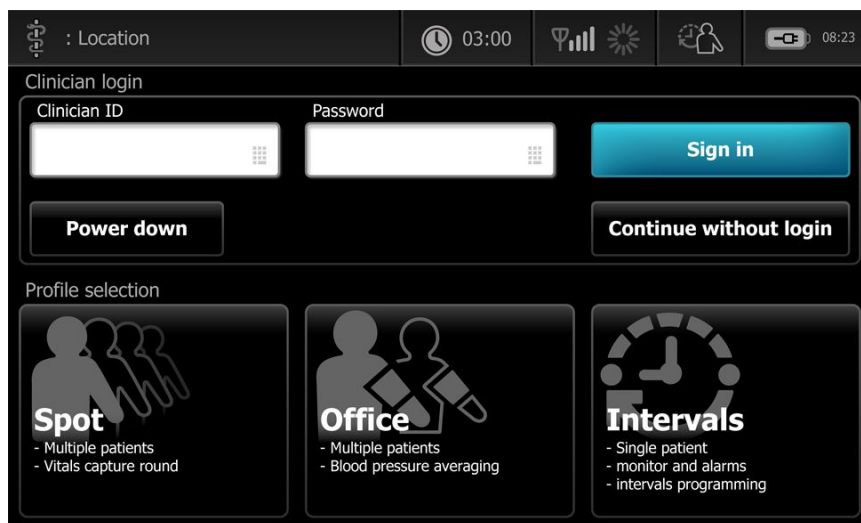 : Location
03:00
08:23
Clinician login
Clinician ID
Password
Sign in
Power down
Continue without login
Profile selection
Spot
- Multiple patients
- Vitals capture round
Office
- Multiple patients
- Blood pressure averaging
Intervals
- Single patient
- monitor and alarms
- intervals programming